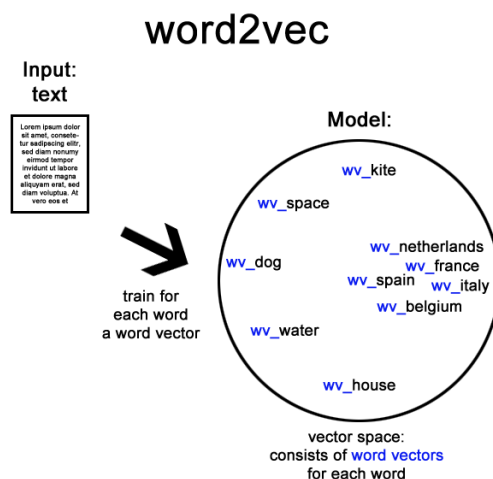 word2vec
Input:
text
Lorem ipsum dolor
sit amet, consete-
tur sadipscing elitr,
sed diam nonumy
eirmod tempor
invidunt ut labore
et dolore magna
aliquyam erat, sed
diam voluptua. At
vero eos et
train for
each word
a word vector
Model:
wv_kite
wv_space
wv_netherlands
wv_dog
wv_france
wv_spain
wv_italy
wv_belgium
wv_water
wv_house
vector space:
consists of word vectors
for each word